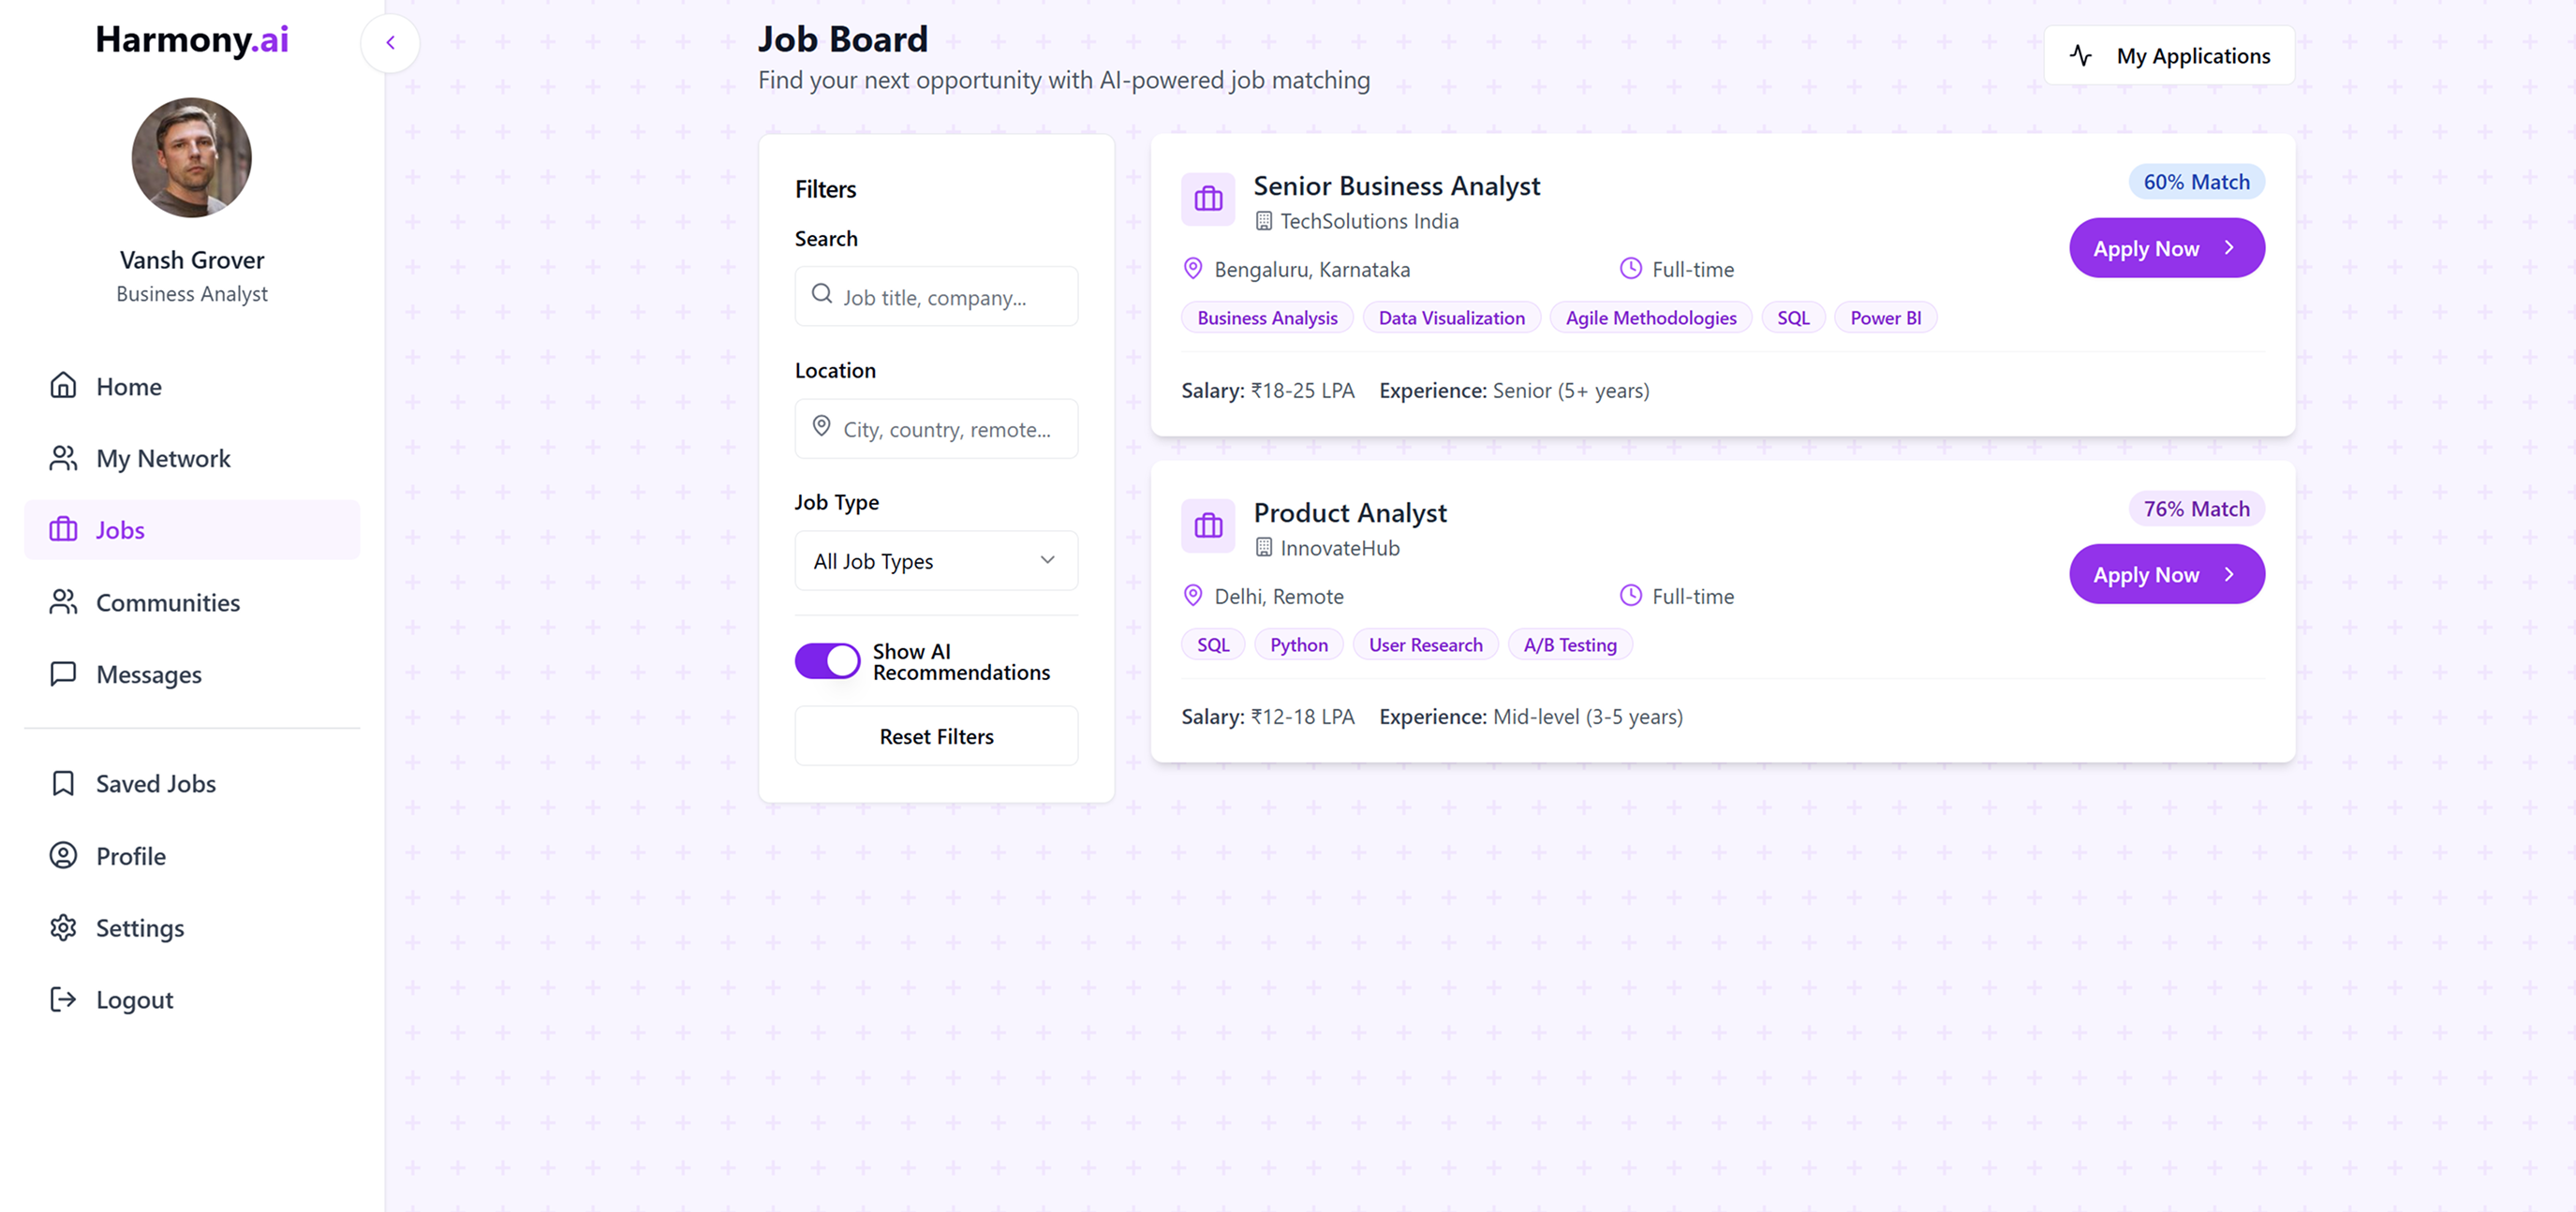 Harmony.ai
Vansh Grover
Business Analyst
Home
My Network
Jobs
Communities
Messages
Saved Jobs
Profile
Settings
Logout
Job Board
Find your next opportunity with AI-powered job matching
My Applications
Filters
Search
Job title, company...
Location
City, country, remote...
Job Type
All Job Types
Show AI
Recommendations
Reset Filters
Senior Business Analyst
TechSolutions India
60% Match
Apply Now
Bengaluru, Karnataka Full-time
Business Analysis Data Visualization Agile Methodologies SQL Power BI
Salary: ₹18-25 LPA Experience: Senior (5+ years)
Product Analyst
InnovateHub
76% Match
Apply Now
Delhi, Remote Full-time
SQL Python User Research A/B Testing
Salary: ₹12-18 LPA Experience: Mid-level (3-5 years)